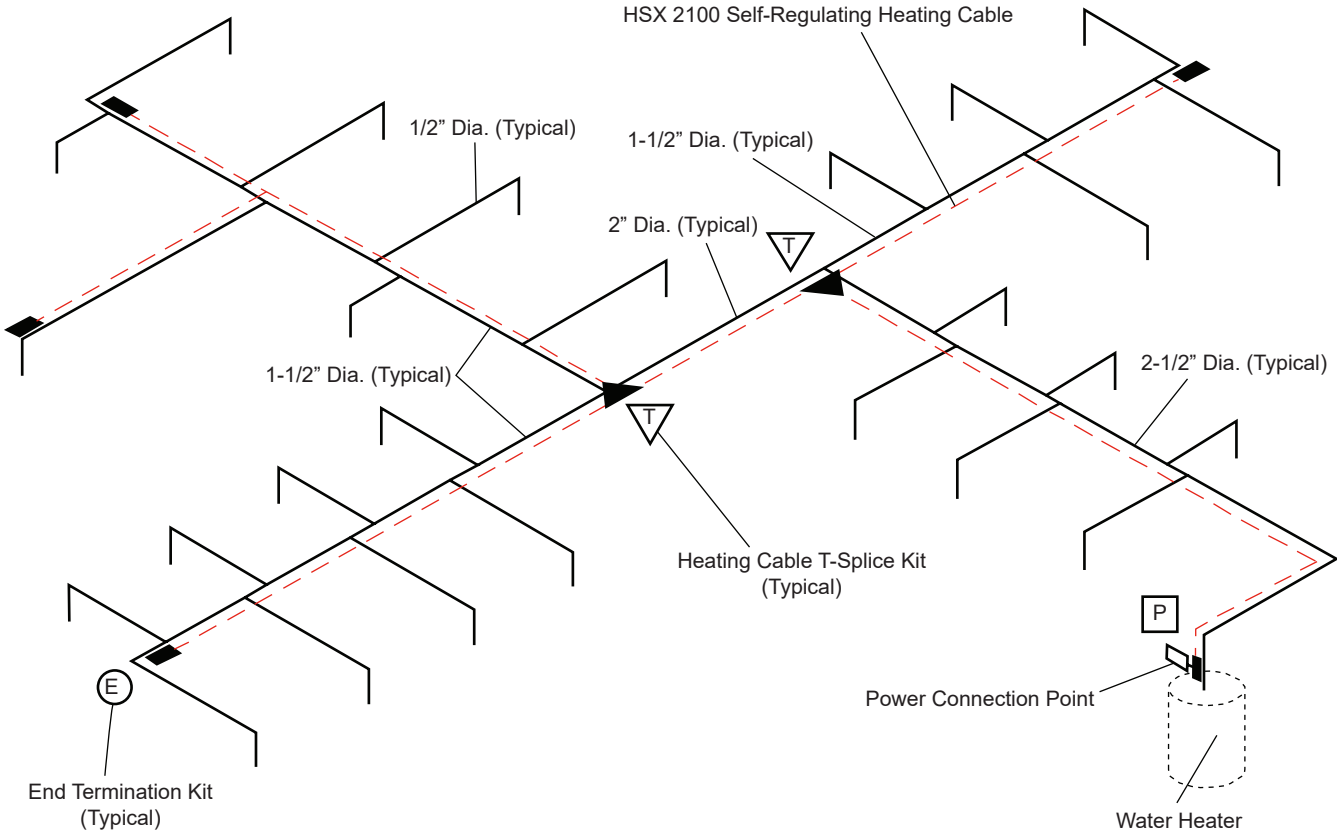 HSX 2100 Self-Regulating Heating Cable
1/2” Dia. (Typical)
1-1/2” Dia. (Typical)
2” Dia. (Typical)
T
1-1/2” Dia. (Typical)
2-1/2” Dia. (Typical)
T
Heating Cable T-Splice Kit
(Typical)
P
E
Power Connection Point
End Termination Kit
(Typical)
Water Heater